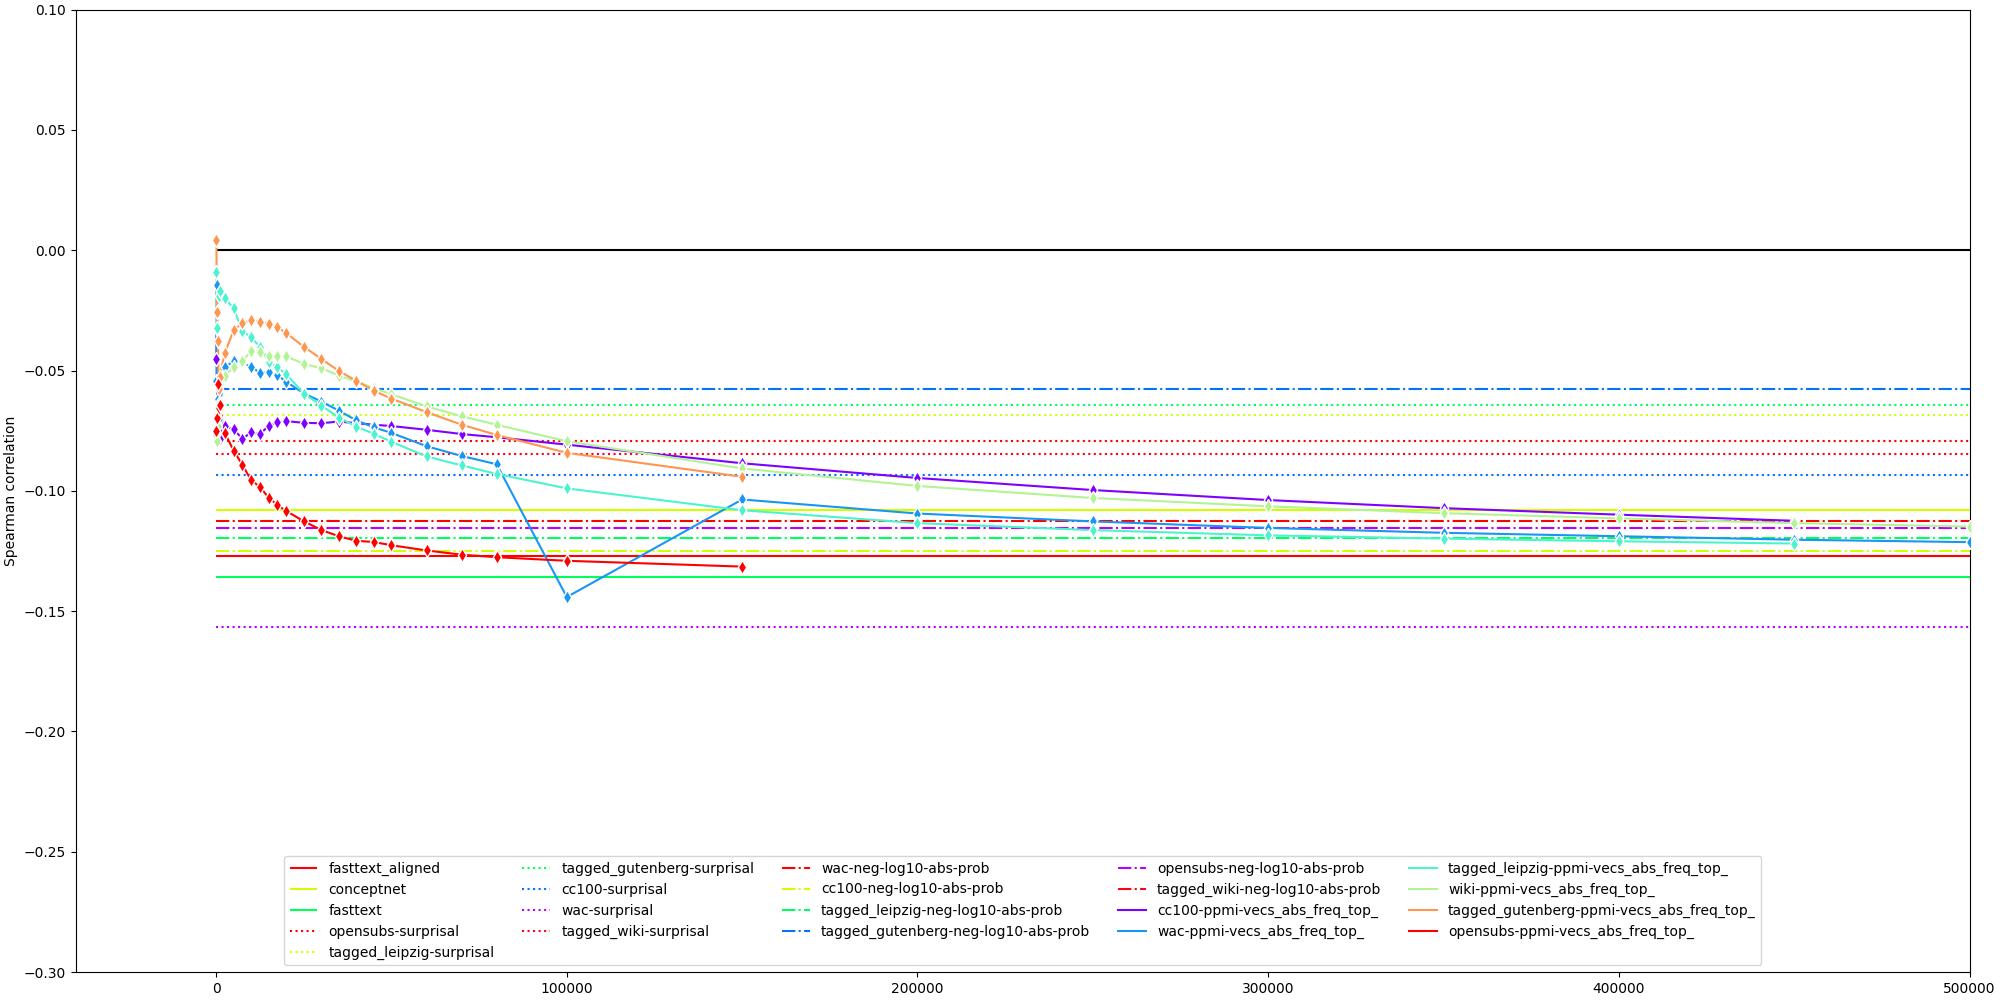 0.10
0.05
0.00
−0.05
−0.10
−0.15
−0.20
−0.25
−0.30
Spearman correlation
0
100000
200000
300000
400000
500000
fasttext_aligned
conceptnet
fasttext
opensubs-surprisal
tagged_leipzig-surprisal
tagged_gutenberg-surprisal
cc100-surprisal
wac-surprisal
tagged_wiki-surprisal
wac-neg-log10-abs-prob
cc100-neg-log10-abs-prob
tagged_leipzig-neg-log10-abs-prob
tagged_gutenberg-neg-log10-abs-prob
opensubs-neg-log10-abs-prob
tagged_wiki-neg-log10-abs-prob
cc100-ppmi-vecs_abs_freq_top_
wac-ppmi-vecs_abs_freq_top_
tagged_leipzig-ppmi-vecs_abs_freq_top_
wiki-ppmi-vecs_abs_freq_top_
tagged_gutenberg-ppmi-vecs_abs_freq_top_
opensubs-ppmi-vecs_abs_freq_top_